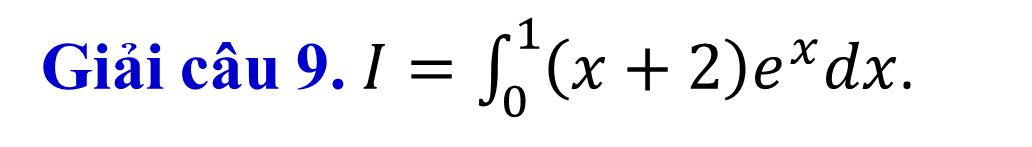 Giải câu 9. I = ∫₀¹(x + 2)eˣdx.